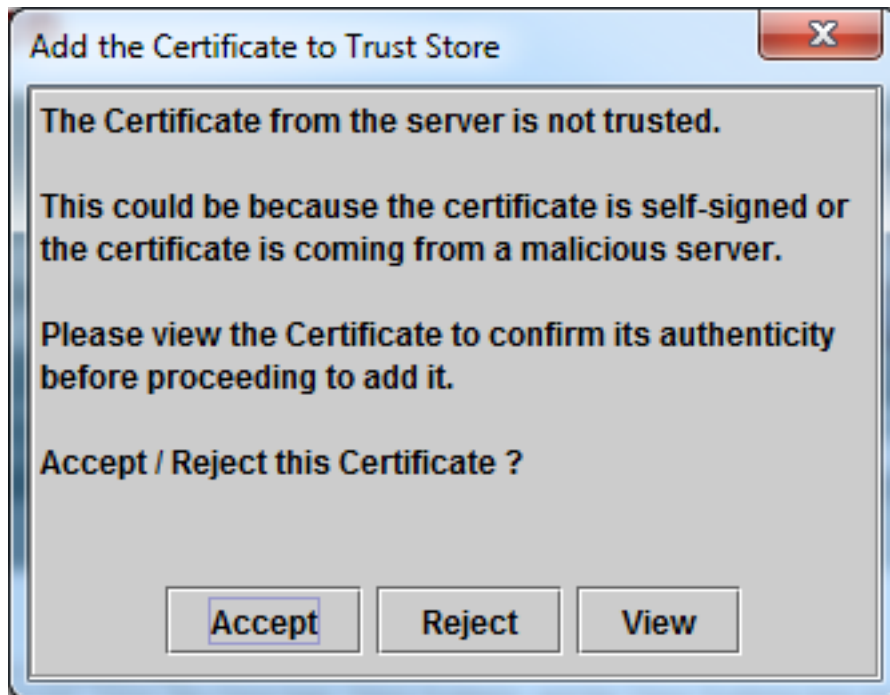 Add the Certificate to Trust Store
The Certificate from the server is not trusted.
This could be because the certificate is self-signed or
the certificate is coming from a malicious server.
Please view the Certificate to confirm its authenticity
before proceeding to add it.
Accept / Reject this Certificate ?
Accept Reject View